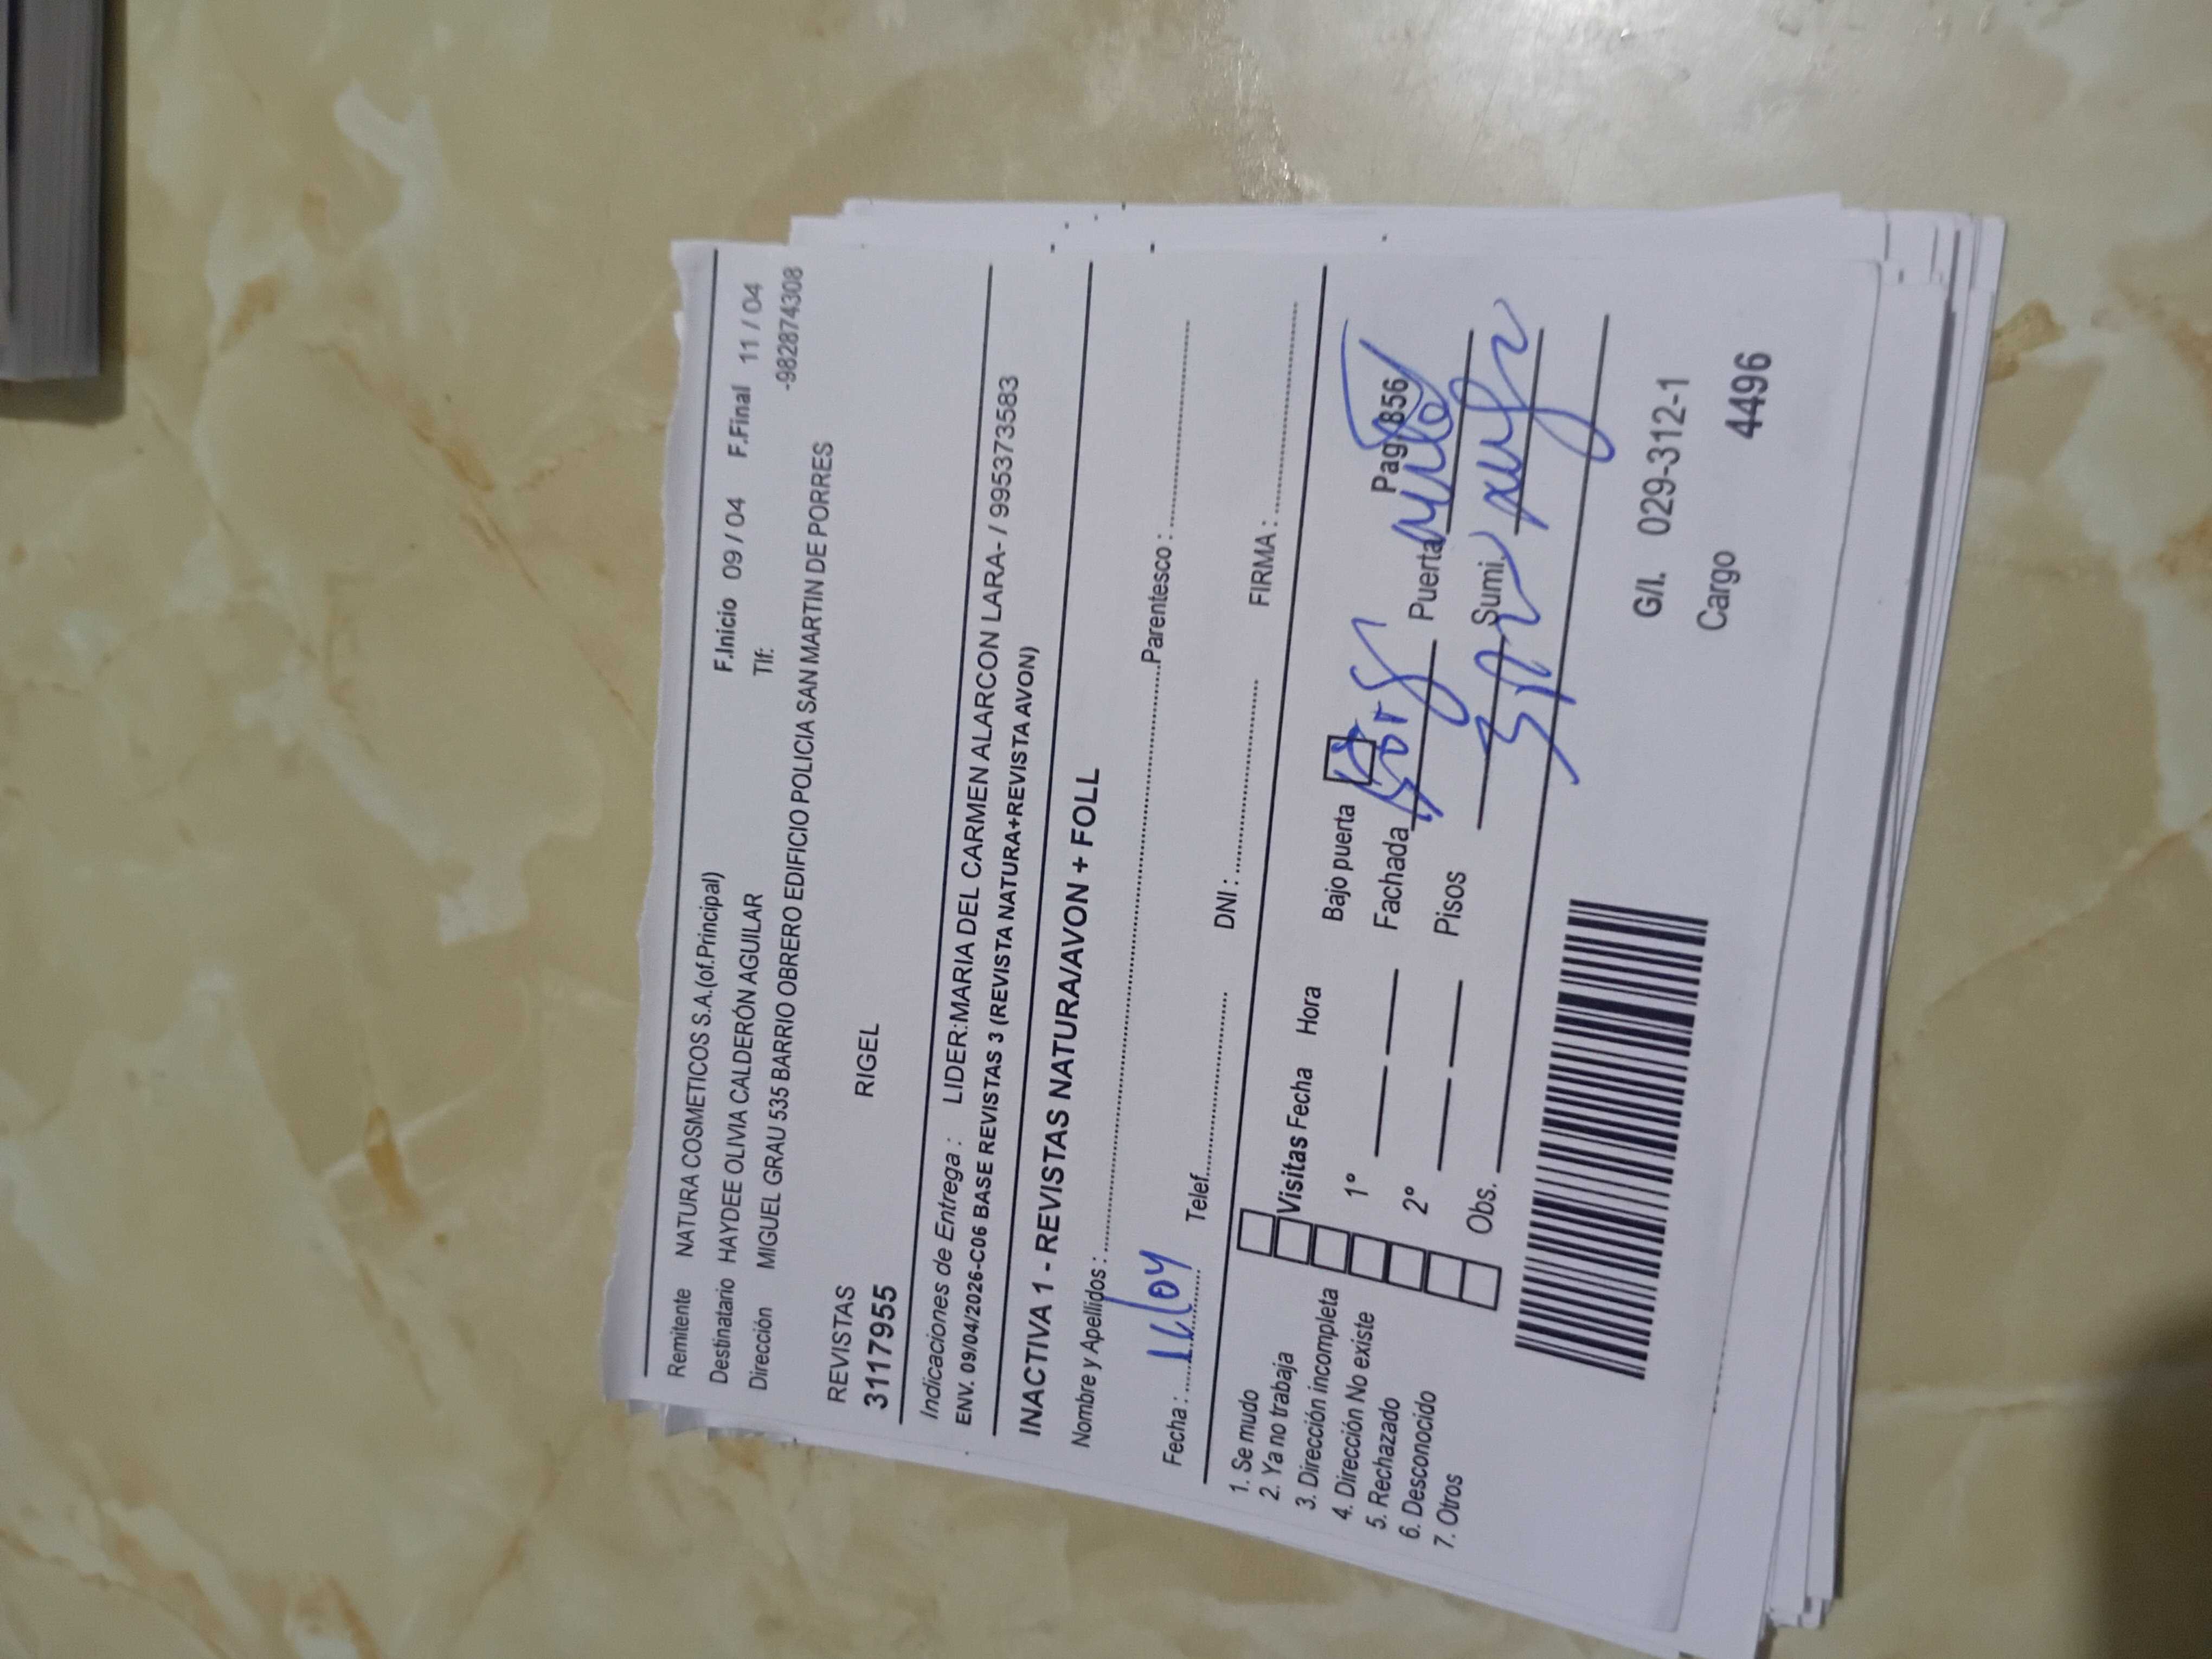 Remitente NATURA COSMETICOS S.A.(of.Principal)
F.Inicio 09 / 04 F.Final 11 / 04
Destinatario HAYDEE OLIVIA CALDERÓN AGUILAR Tlf: -982874308
Dirección MIGUEL GRAU 535 BARRIO OBRERO EDIFICIO POLICIA SAN MARTIN DE PORRES
REVISTAS
3117955 RIGEL
Indicaciones de Entrega : LIDER:MARIA DEL CARMEN ALARCON LARA- / 995373583
ENV. 09/04/2026-C06 BASE REVISTAS 3 (REVISTA NATURA+REVISTA AVON)
INACTIVA 1 - REVISTAS NATURA/AVON + FOLL
Nombre y Apellidos : Parentesco :
Fecha : Telef. DNI : FIRMA :
1. Se mudo
2. Ya no trabaja
3. Dirección incompleta
4. Dirección No existe
5. Rechazado
6. Desconocido
7. Otros
Visitas Fecha Hora Bajo puerta Pag 856
1° Fachada Puerta
2° Pisos Sumi.
Obs.
G/I. 029-312-1
Cargo 4496